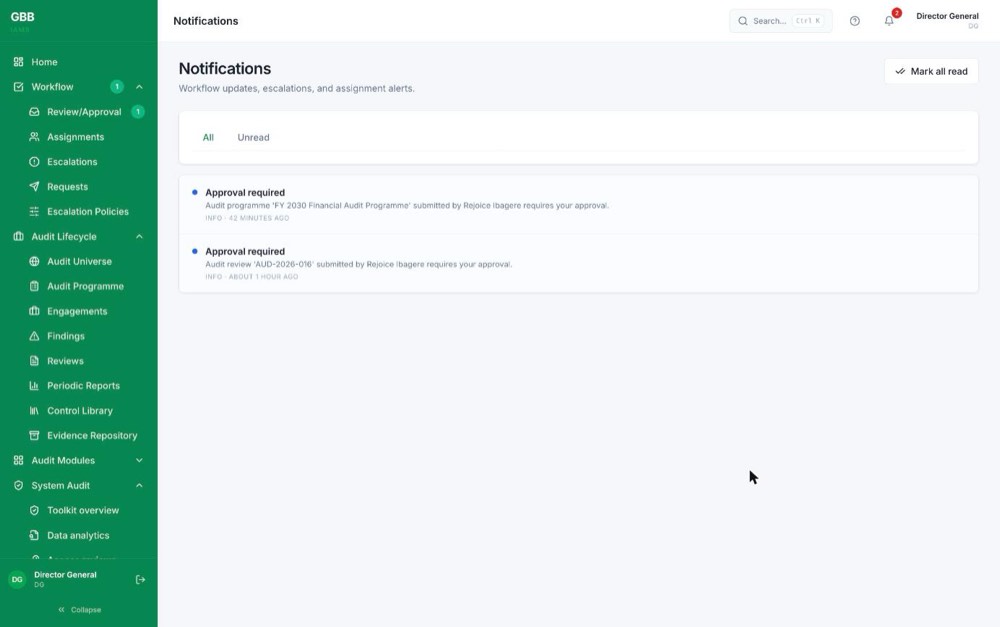 GBB
Notifications
Search... Ctrl K
2
Director General
DG
Home
Workflow 1
Review/Approval 1
Assignments
Escalations
Requests
Escalation Policies
Audit Lifecycle
Audit Universe
Audit Programme
Engagements
Findings
Reviews
Periodic Reports
Control Library
Evidence Repository
Audit Modules
System Audit
Toolkit overview
Data analytics
DG
Director General
DG
Collapse
Notifications
Workflow updates, escalations, and assignment alerts.
Mark all read
All Unread
Approval required
Audit programme 'FY 2030 Financial Audit Programme' submitted by Rejoice Ibagere requires your approval.
INFO · 42 MINUTES AGO
Approval required
Audit review 'AUD-2026-016' submitted by Rejoice Ibagere requires your approval.
INFO · ABOUT 1 HOUR AGO